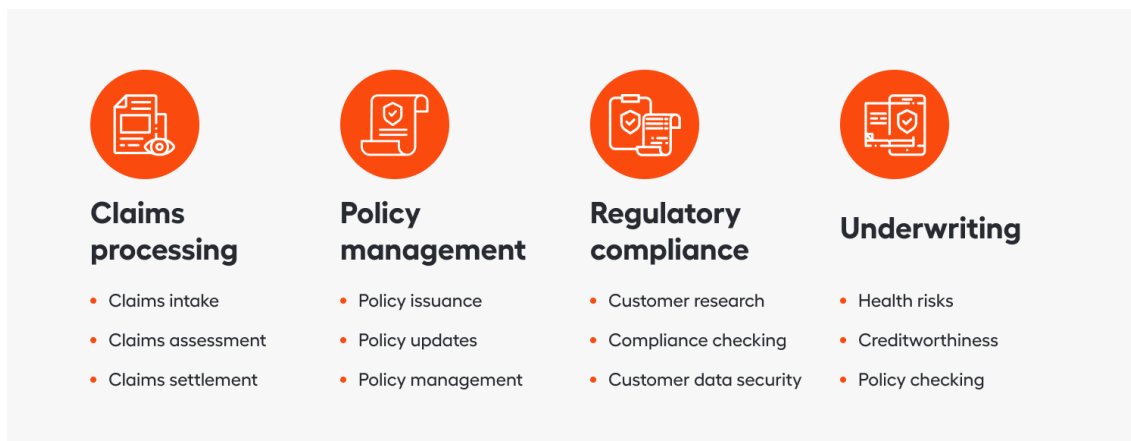 Claims
processing
• Claims intake
• Claims assessment
• Claims settlement
Policy
management
• Policy issuance
• Policy updates
• Policy management
Regulatory
compliance
• Customer research
• Compliance checking
• Customer data security
Underwriting
• Health risks
• Creditworthiness
• Policy checking